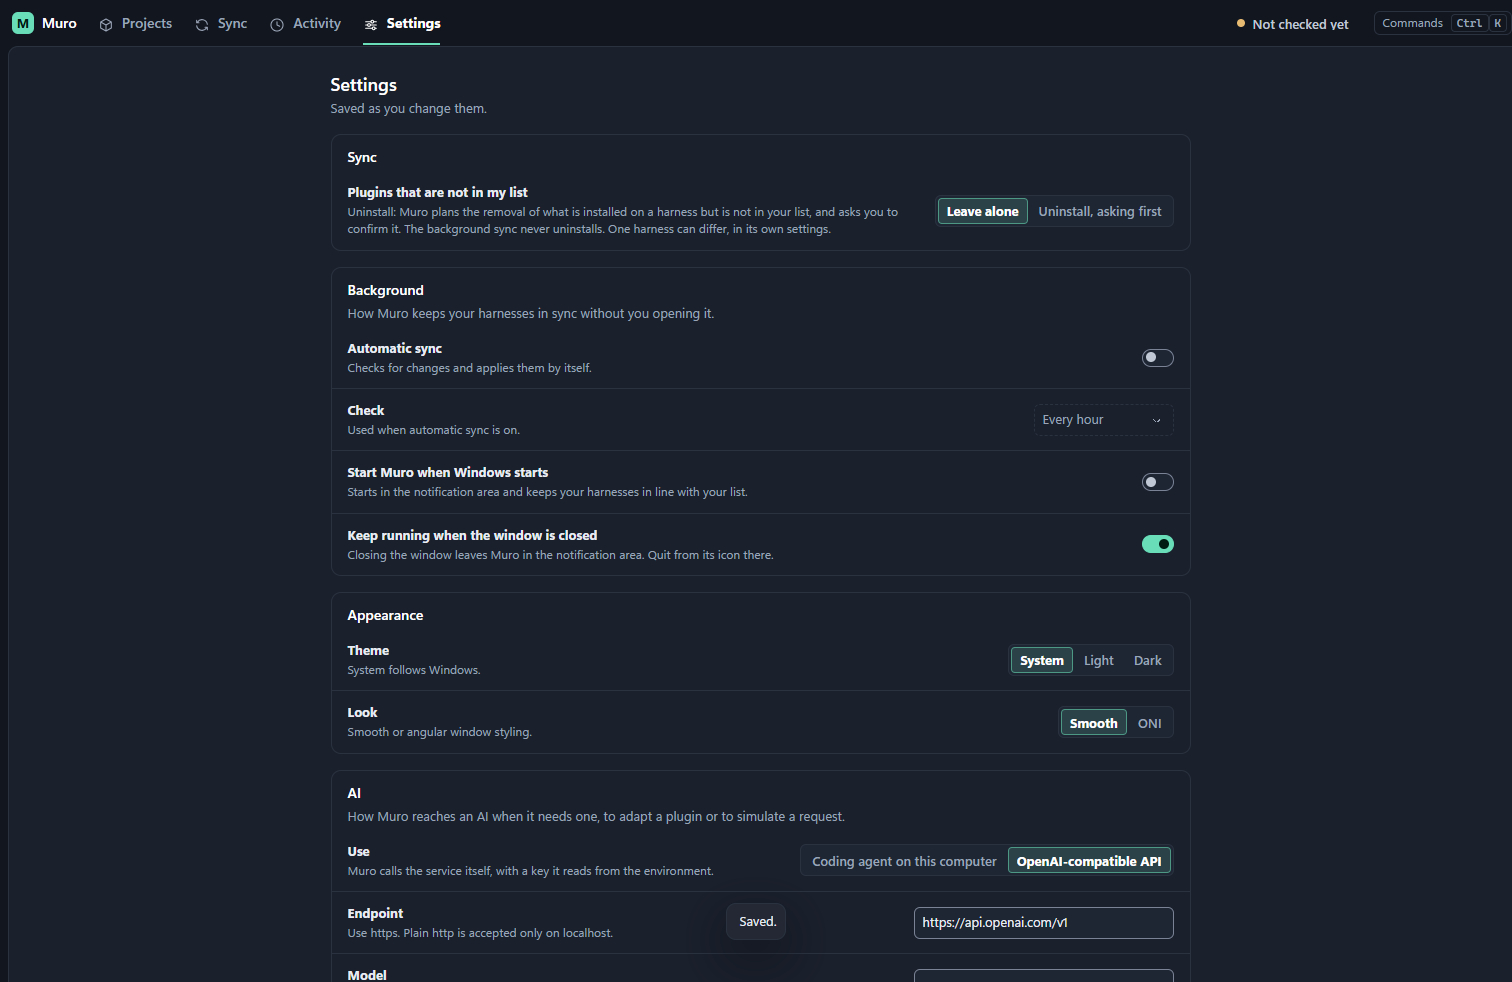 M Muro Projects Sync Activity Settings Not checked yet Commands Ctrl K
Settings
Saved as you change them.
Sync
Plugins that are not in my list
Uninstall: Muro plans the removal of what is installed on a harness but is not in your list, and asks you to
confirm it. The background sync never uninstalls. One harness can differ, in its own settings.
Leave alone Uninstall, asking first
Background
How Muro keeps your harnesses in sync without you opening it.
Automatic sync
Checks for changes and applies them by itself.
Check
Used when automatic sync is on.
Every hour
Start Muro when Windows starts
Starts in the notification area and keeps your harnesses in line with your list.
Keep running when the window is closed
Closing the window leaves Muro in the notification area. Quit from its icon there.
Appearance
Theme
System follows Windows.
System Light Dark
Look
Smooth or angular window styling.
Smooth ONI
AI
How Muro reaches an AI when it needs one, to adapt a plugin or to simulate a request.
Use
Muro calls the service itself, with a key it reads from the environment.
Coding agent on this computer OpenAI-compatible API
Endpoint
Use https. Plain http is accepted only on localhost.
Saved.
https://api.openai.com/v1
Model